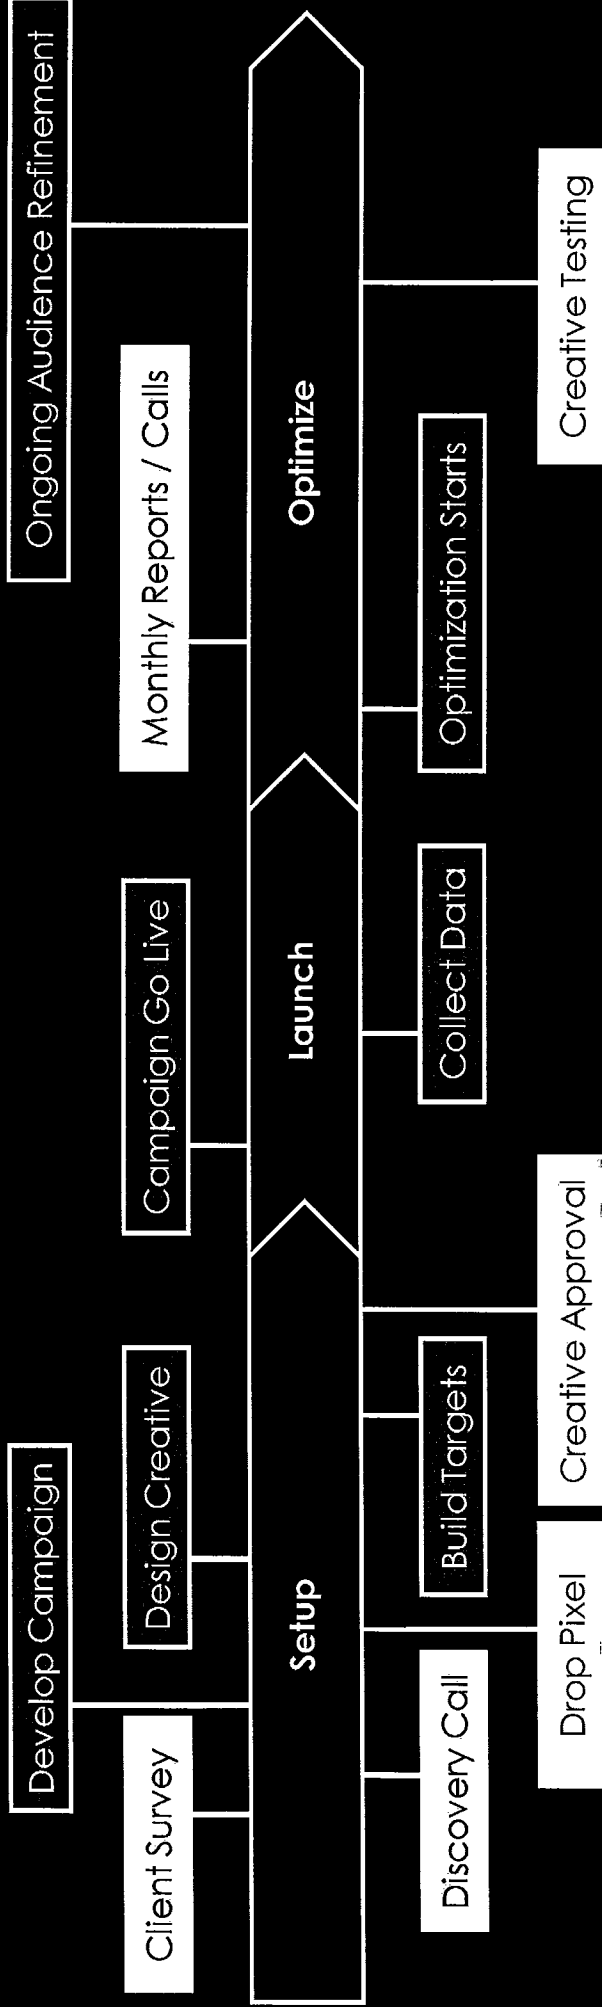 Develop Campaign
Ongoing Audience Refinement
Client Survey
Design Creative
Campaign Go Live
Monthly Reports / Calls
Setup
Launch
Optimize
Discovery Call
Build Targets
Collect Data
Optimization Starts
Drop Pixel
Creative Approval
Creative Testing